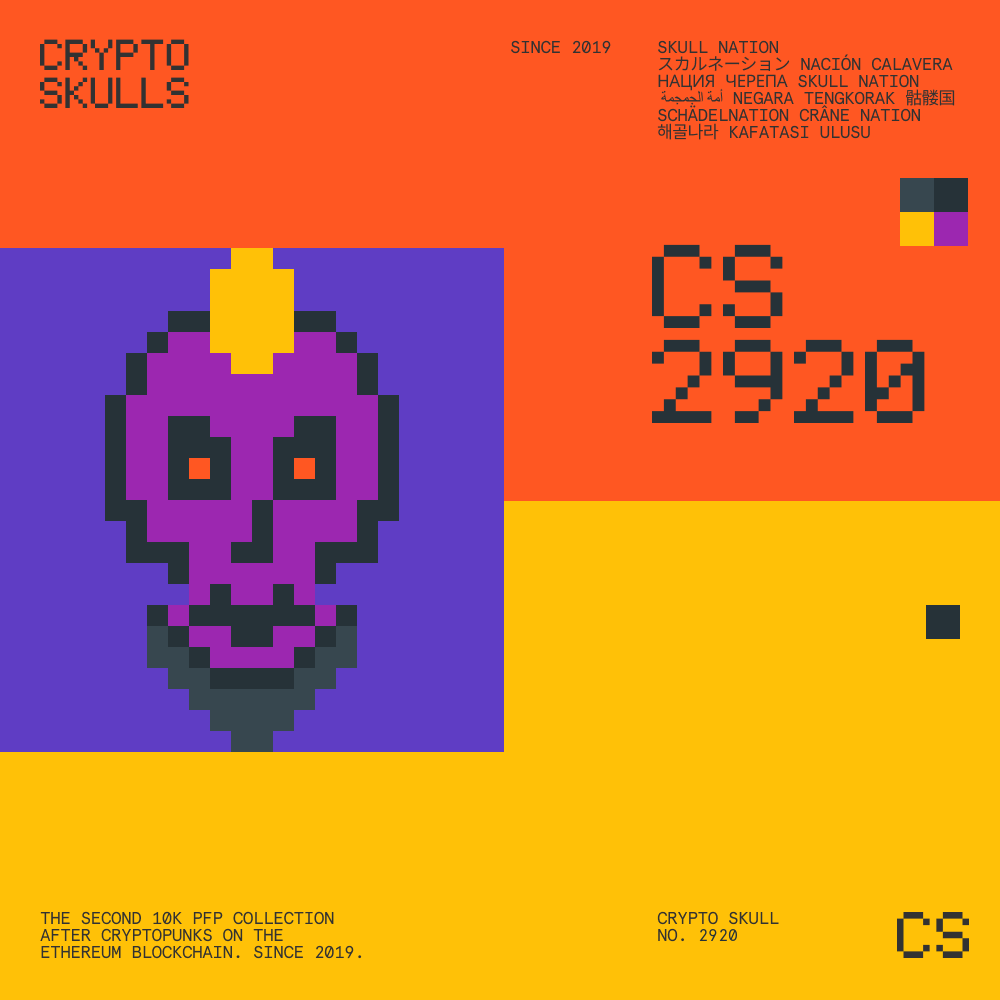 CRYPTO
SKULLS
SINCE 2019
SKULL NATION
スカルネーション NACIÓN CALAVERA
НАЦИЯ ЧЕРЕПА SKULL NATION
أمة الجمجمة NEGARA TENGKORAK 骷髅国
SCHÄDELNATION CRÂNE NATION
해골나라 KAFATASI ULUSU
CS
2920
THE SECOND 10K PFP COLLECTION
AFTER CRYPTOPUNKS ON THE
ETHEREUM BLOCKCHAIN. SINCE 2019.
CRYPTO SKULL
NO. 2920
CS